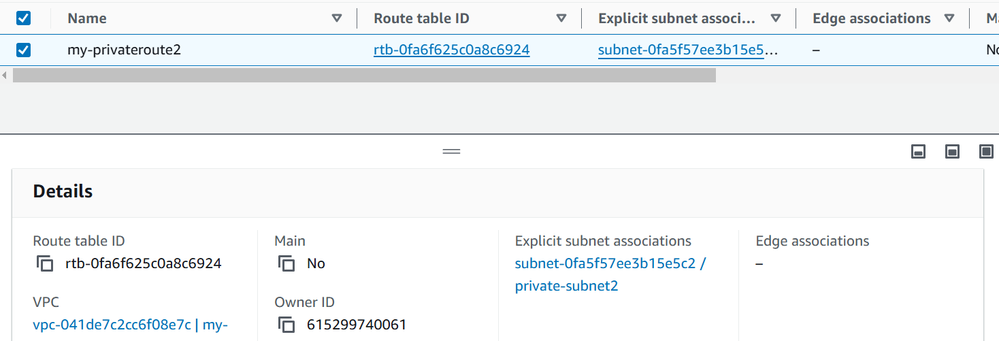 Name Route table ID Explicit subnet associ... Edge associations Ma
my-privateroute2 rtb-0fa6f625c0a8c6924 subnet-0fa5f57ee3b15e5... – No
Details
Route table ID Main Explicit subnet associations Edge associations
rtb-0fa6f625c0a8c6924 No subnet-0fa5f57ee3b15e5c2 / –
private-subnet2
VPC Owner ID
vpc-041de7c2cc6f08e7c | my- 615299740061